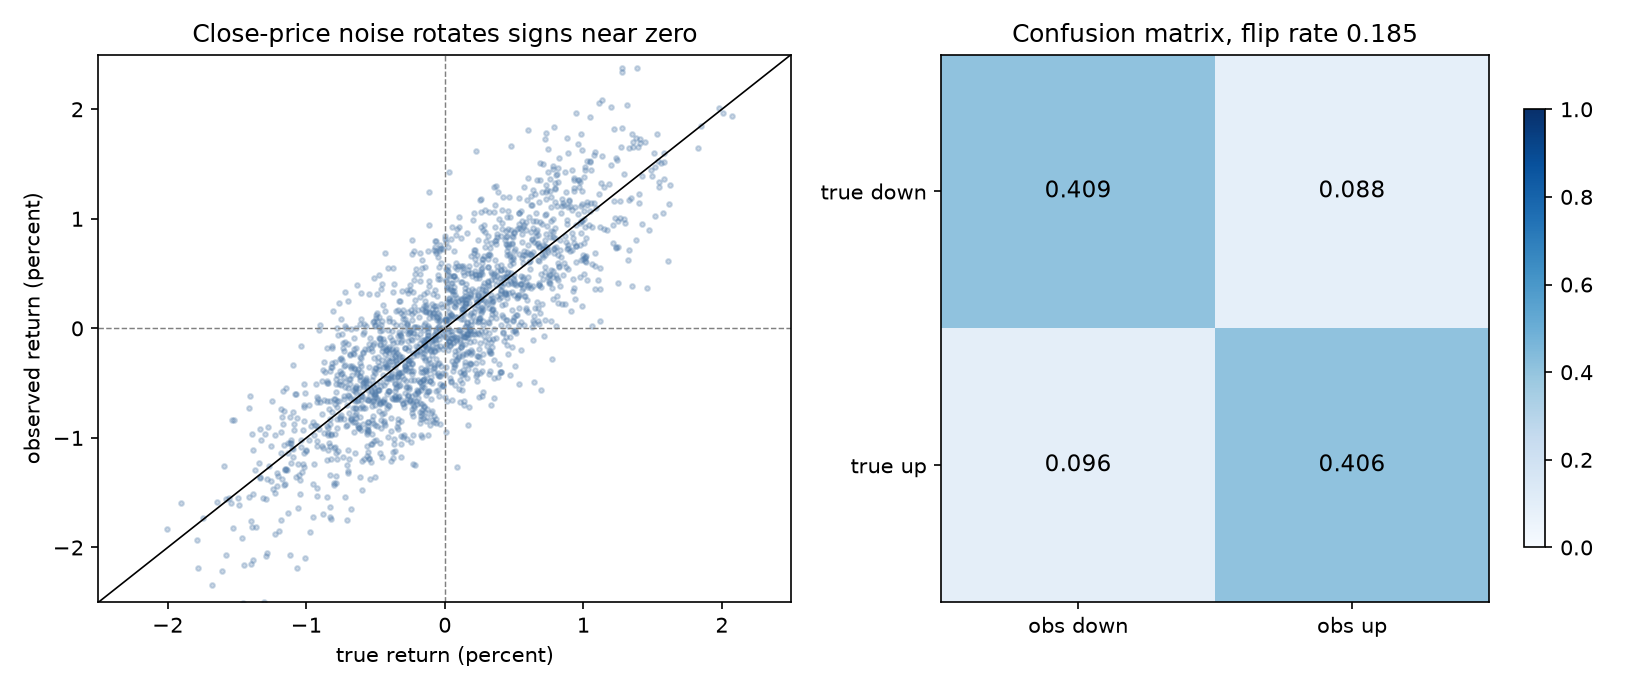 Close-price noise rotates signs near zero
observed return (percent)
2
1
0
−1
−2
−2
−1
0
1
2
true return (percent)
Confusion matrix, flip rate 0.185
true down
true up
0.409
0.088
0.096
0.406
obs down
obs up
1.0
0.8
0.6
0.4
0.2
0.0